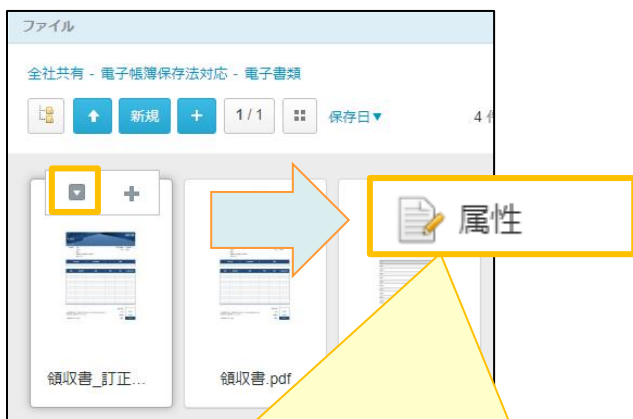 ファイル
全社共有 - 電子帳簿保存法対応 - 電子書類
新規
1 / 1
保存日▼
4
属性
領収書_訂正...
領収書.pdf